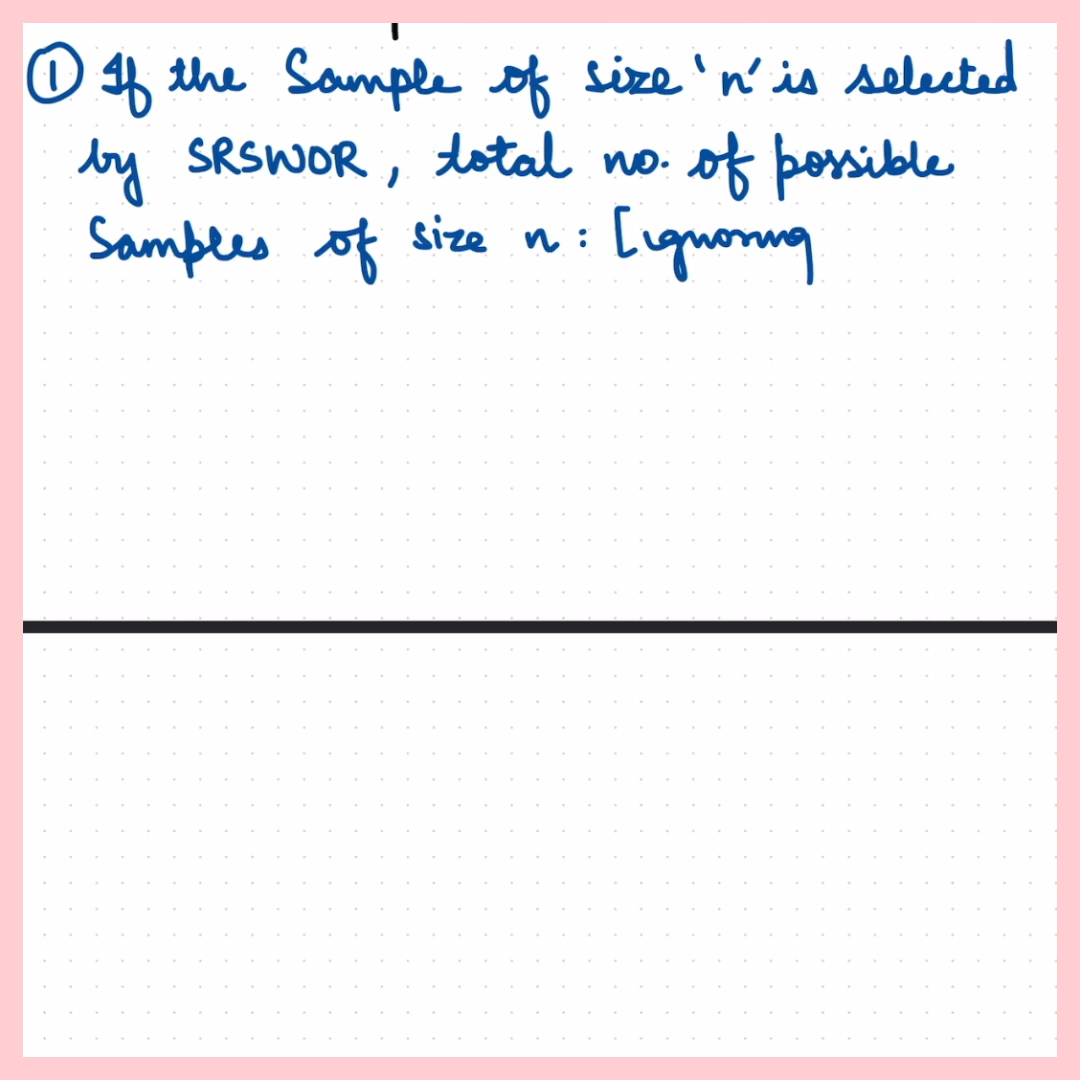 ① If the Sample of size 'n' is selected
by SRSWOR, total no. of possible
Samples of size n: [ignoring